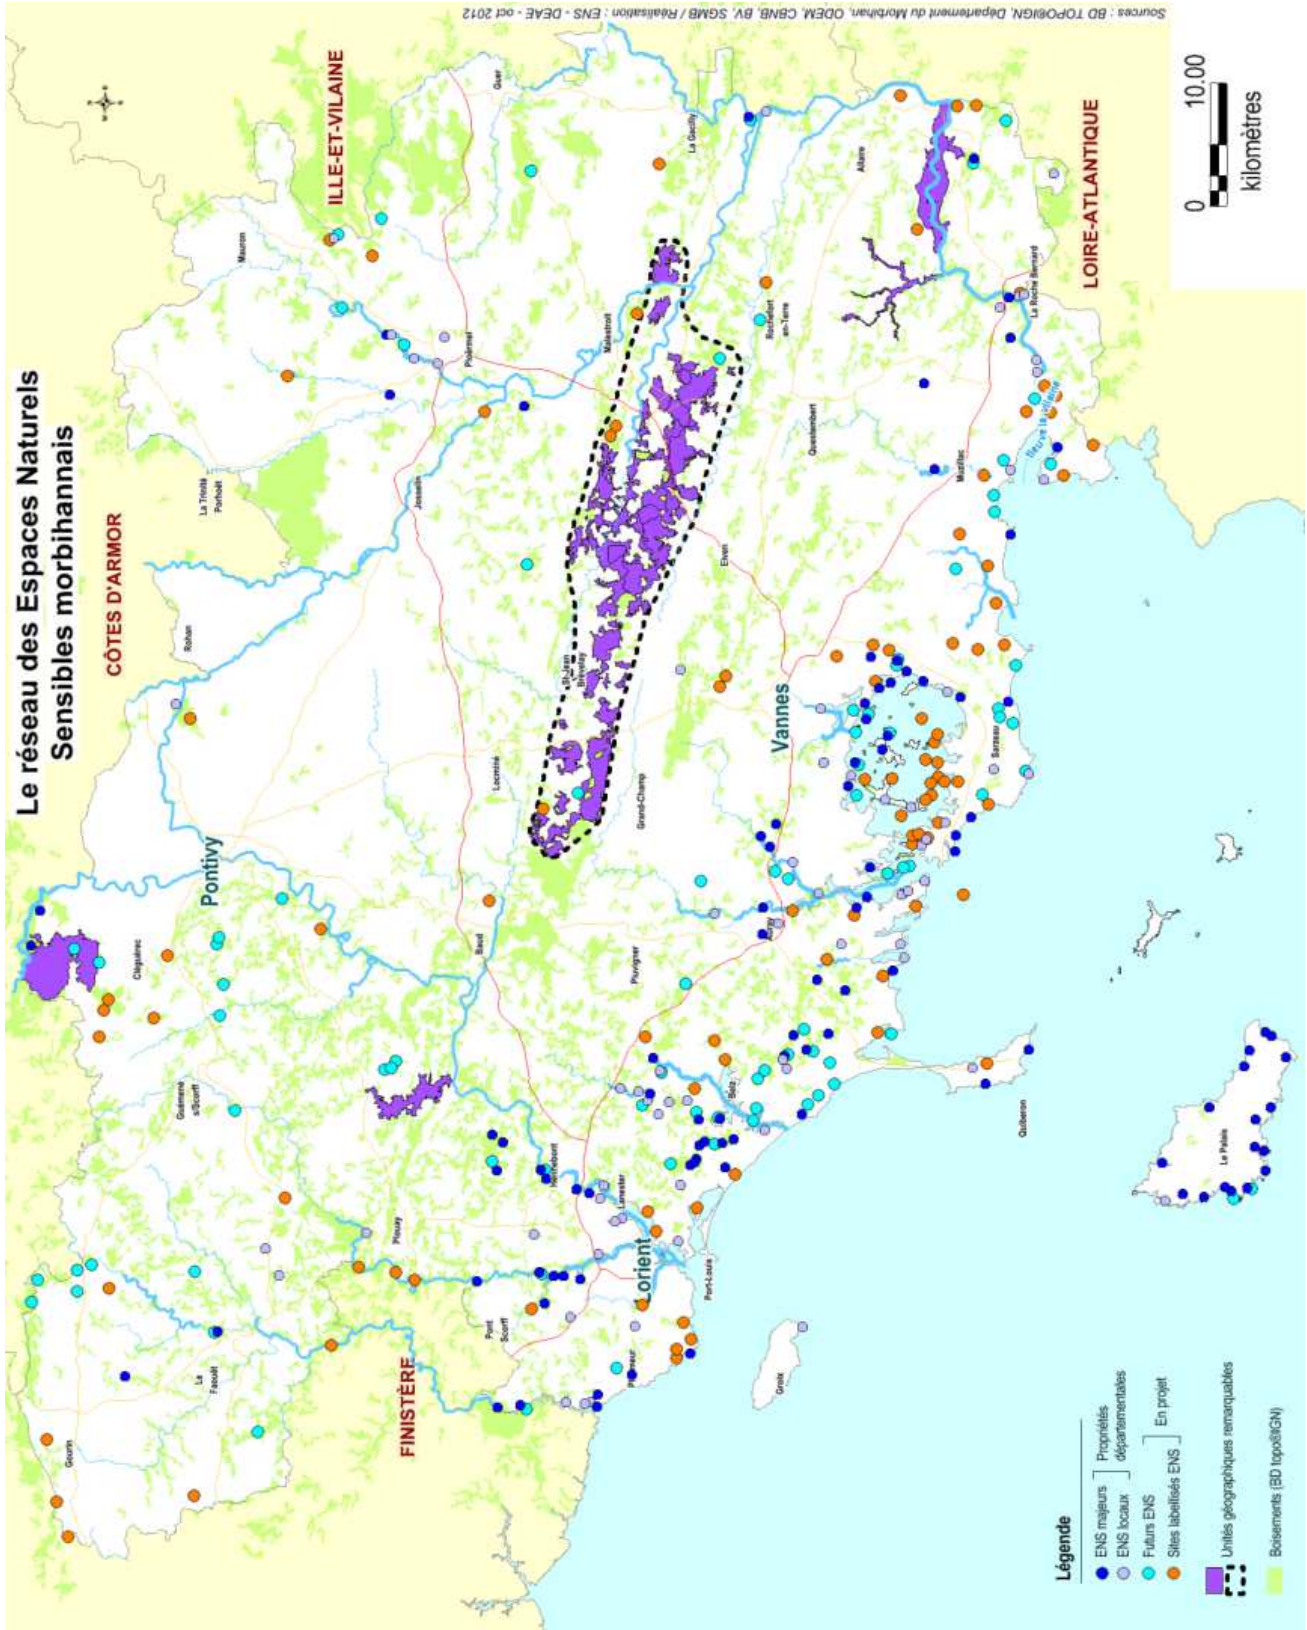 Le réseau des Espaces Naturels
Sensibles morbihannais
CÔTES D'ARMOR
ILLE-ET-VILAINE
FINISTÈRE
LOIRE-ATLANTIQUE
Gourin
Le
Faouët
Guémené
s/Scorff
Cléguérec
Pontivy
Rohan
La Trinité
Porhoët
Mauron
Guer
Plouay
Baud
Locminé
Josselin
Ploërmel
St-Jean
Brévelay
Malestroit
La Gacilly
Pont
Scorff
Hennebont
Lanester
Lorient
Port-Louis
Pluvigner
Grand-Champ
Elven
Questembert
Rochefort
en-Terre
Allaire
Belz
Vannes
Muzillac
La Roche Bernard
fleuve la vilaine
Sarzeau
Groix
Quiberon
Le Palais
Légende
ENS majeurs
ENS locaux
Propriétés
départementales
Futurs ENS
Sites labellisés ENS
En projet
Unités géographiques remarquables
Boisements (BD topo®IGN)
0 10.00
kilomètres
Sources : BD TOPO®IGN, Département du Morbihan, ODEM, CBNB, BV, SGMB / Réalisation : ENS - DEAE - oct 2012